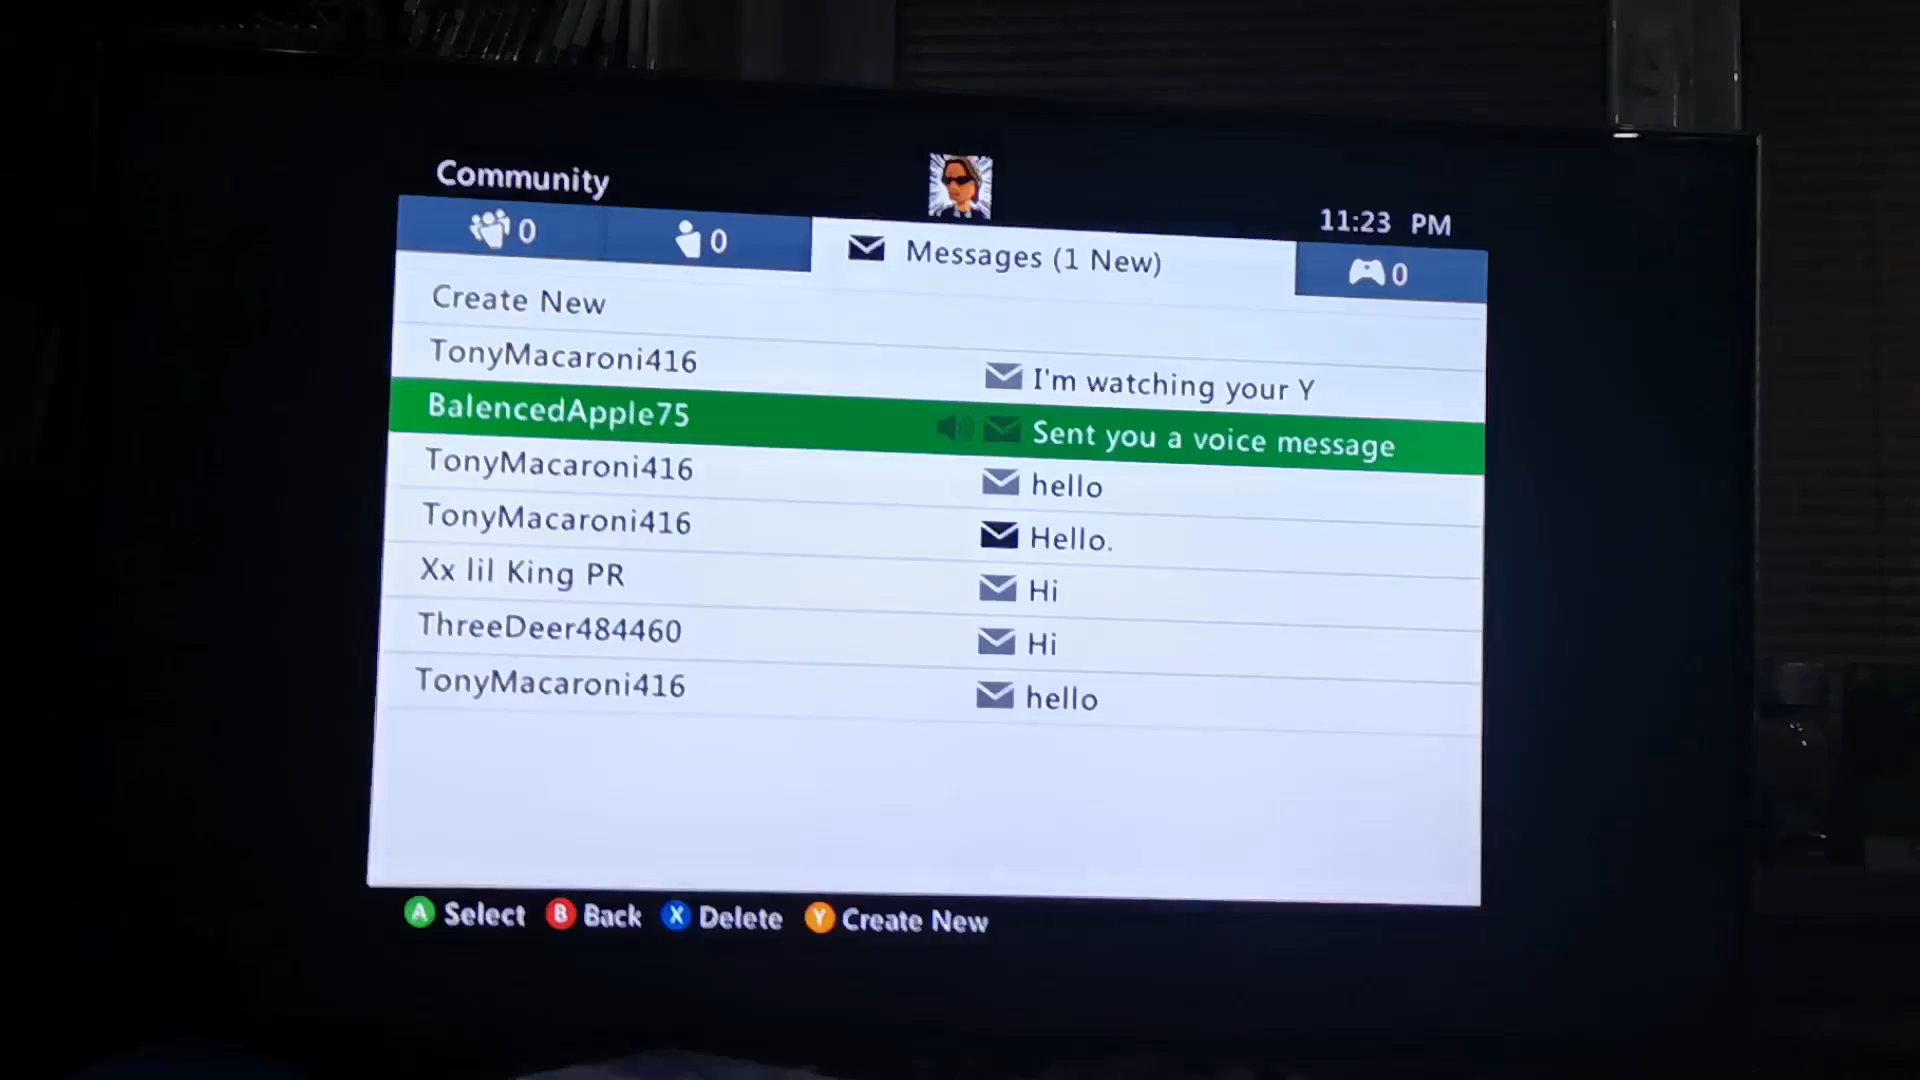 Community
11:23 PM
0
0
Messages (1 New)
0
Create New
TonyMacaroni416 I'm watching your Y
BalencedApple75 Sent you a voice message
TonyMacaroni416 hello
TonyMacaroni416 Hello.
Xx lil King PR Hi
ThreeDeer484460 Hi
TonyMacaroni416 hello
A Select B Back X Delete Y Create New